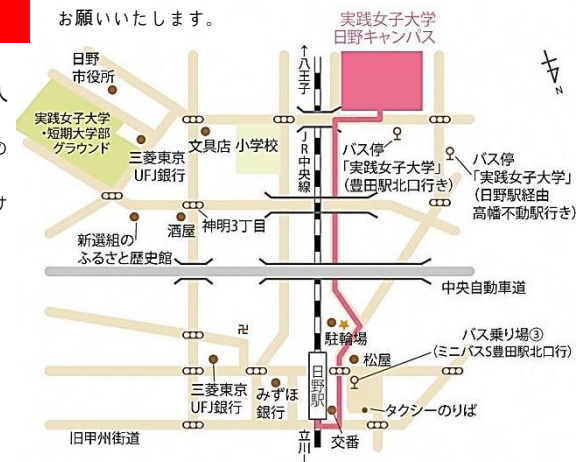 お願いいたします。
人
の
け
実践女子大学
日野キャンパス
↑八王子
N
日野
市役所
実践女子大学
・短期大学部
グラウンド
三菱東京
UFJ銀行
文具店
小学校
JR中央線
バス停
「実践女子大学」
(豊田駅北口行き)
バス停
「実践女子大学」
(日野駅経由
高幡不動駅行き)
新選組の
ふるさと歴史館
酒屋
神明3丁目
中央自動車道
卍
駐輪場
松屋
バス乗り場③
(ミニバスS豊田駅北口行)
三菱東京
UFJ銀行
みずほ
銀行
日野駅
タクシーのりば
旧甲州街道
立川
交番